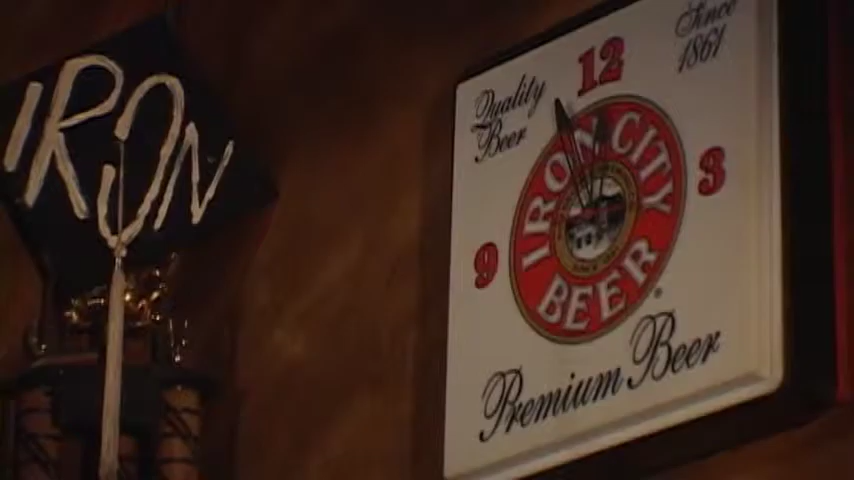 IRON
Quality
Beer
Since
1861
12
3
9
IRON CITY
BEER
Premium Beer